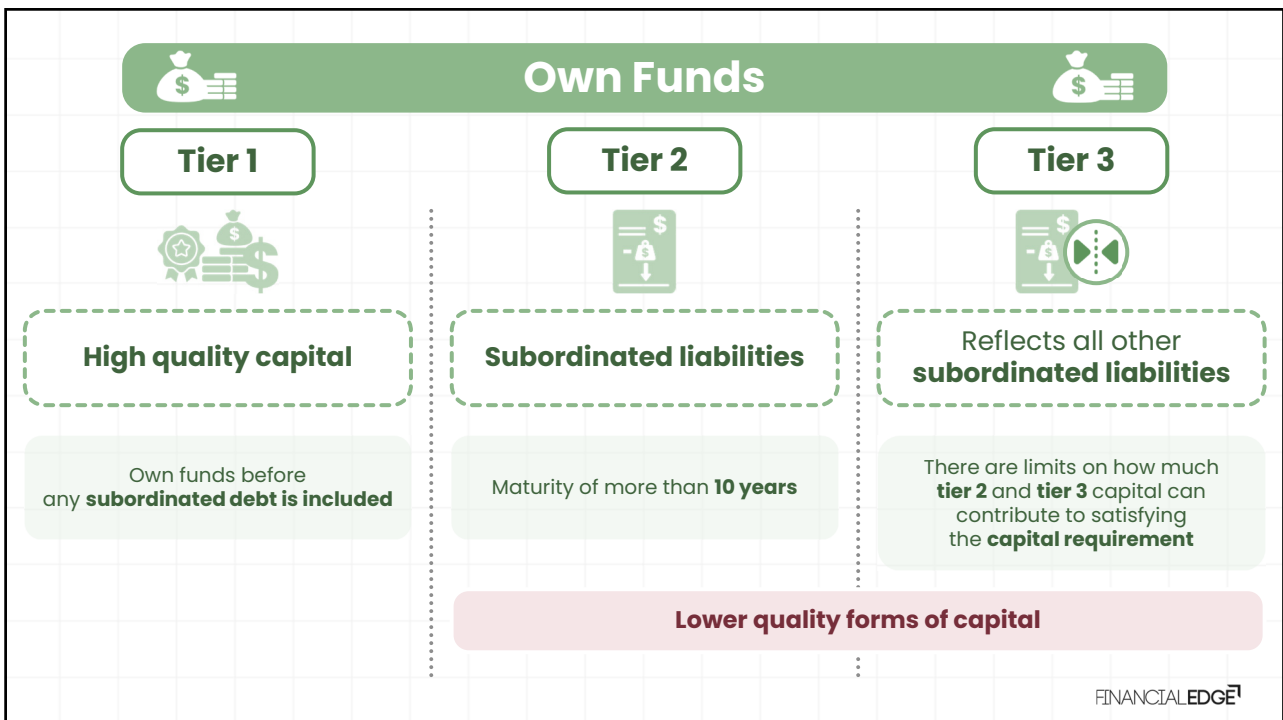 Own Funds
Tier 1
High quality capital
Own funds before
any subordinated debt is included
Tier 2
Subordinated liabilities
Maturity of more than 10 years
Tier 3
Reflects all other
subordinated liabilities
There are limits on how much
tier 2 and tier 3 capital can
contribute to satisfying
the capital requirement
Lower quality forms of capital
FINANCIALEDGE